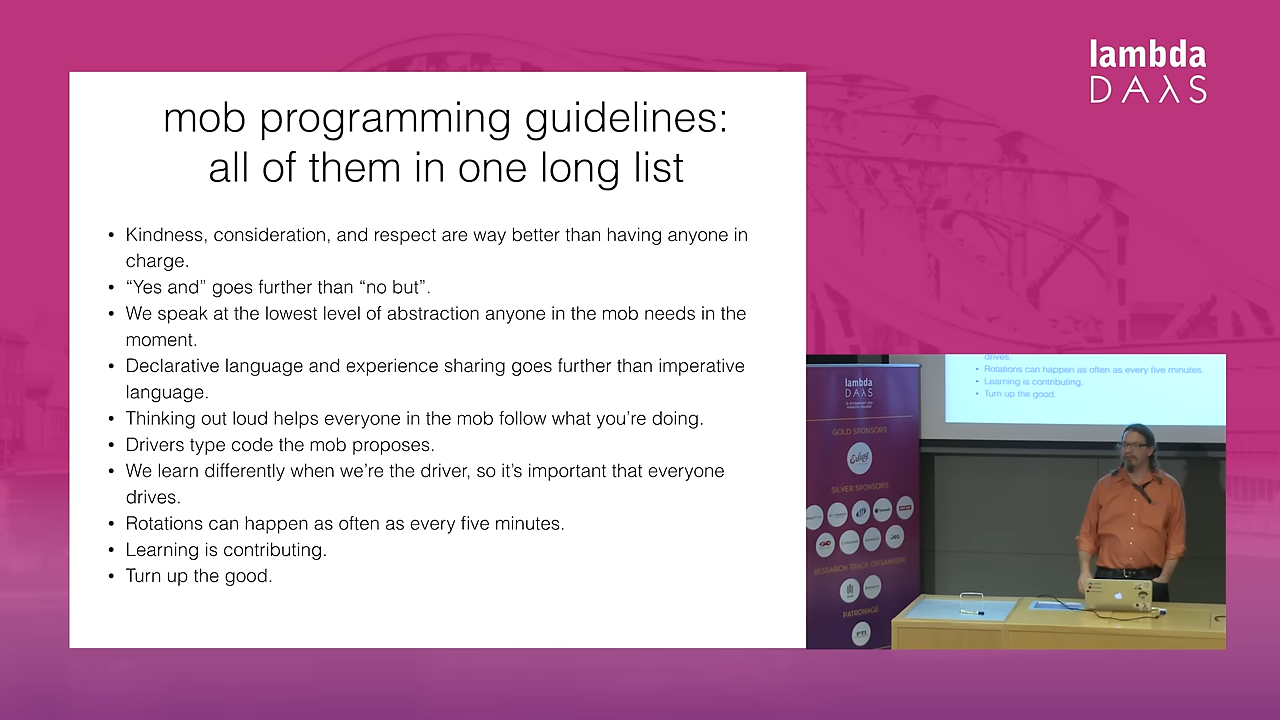 lambda
DAλS
mob programming guidelines:
all of them in one long list
• Kindness, consideration, and respect are way better than having anyone in
charge.
• “Yes and” goes further than “no but”.
• We speak at the lowest level of abstraction anyone in the mob needs in the
moment.
• Declarative language and experience sharing goes further than imperative
language.
• Thinking out loud helps everyone in the mob follow what you’re doing.
• Drivers type code the mob proposes.
• We earn differently when we’re the driver, so it’s important that everyone
drives.
• Rotations can happen as often as every five minutes.
• Learning is contributing.
• Turn up the good.
drives.
• Rotations can happen as often as every five minutes.
• Learning is contributing.
• Turn up the good.
lambda
DAλS
GOLD SPONSORS
Erlang
SILVER SPONSORS
RESEARCH TRACK ORGANISER
PATRONAGE
PTI